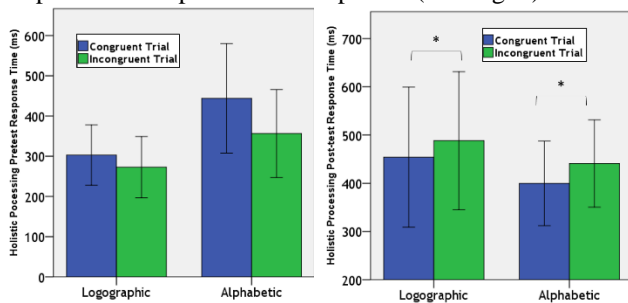 Holistic Pocessing Pretest Response Time (ms)
600
500
400
300
200
100
0
Congruent Trial
Incongruent Trial
Logographic
Alphabetic
Holistic Processing Post-test Response Time (ms)
700
600
500
400
300
200
Congruent Trial
Incongruent Trial
*
*
Logographic
Alphabetic